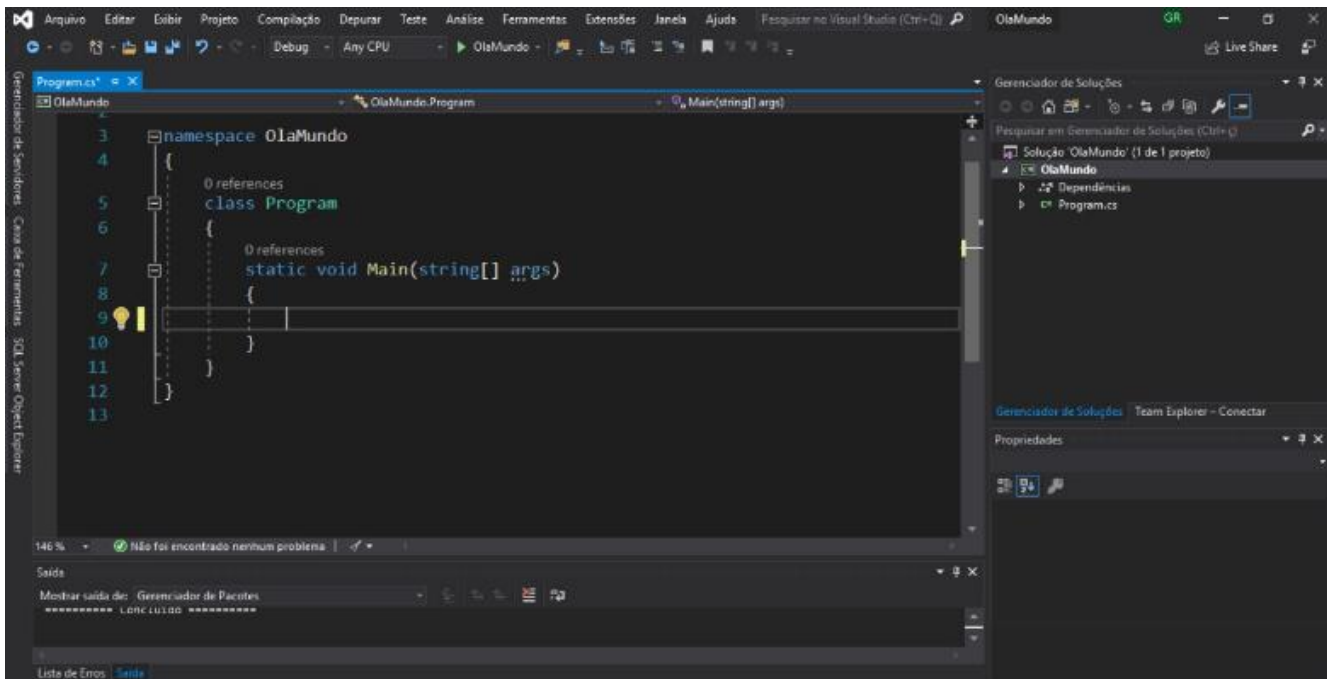 Arquivo Editar Exibir Projeto Compilação Depurar Teste Análise Ferramentas Extensões Janela Ajuda Pesquisar no Visual Studio (Ctrl+Q) OlaMundo GR
Debug Any CPU OlaMundo Live Share
Program.cs*
OlaMundo OlaMundo.Program Main(string[] args)
3 namespace OlaMundo
4 {
0 references
5 class Program
6 {
0 references
7 static void Main(string[] args)
8 {
9
10 }
11 }
12 }
13
146 % Não foi encontrado nenhum problema
Saída
Mostrar saída de: Gerenciador de Pacotes
========== Concluído ==========
Lista de Erros Saída
Gerenciador de Servidores
Caixa de Ferramentas
SQL Server Object Explorer
Gerenciador de Soluções
Pesquisar em Gerenciador de Soluções (Ctrl+ç)
Solução 'OlaMundo' (1 de 1 projeto)
OlaMundo
Dependências
C# Program.cs
Gerenciador de Soluções Team Explorer – Conectar
Propriedades